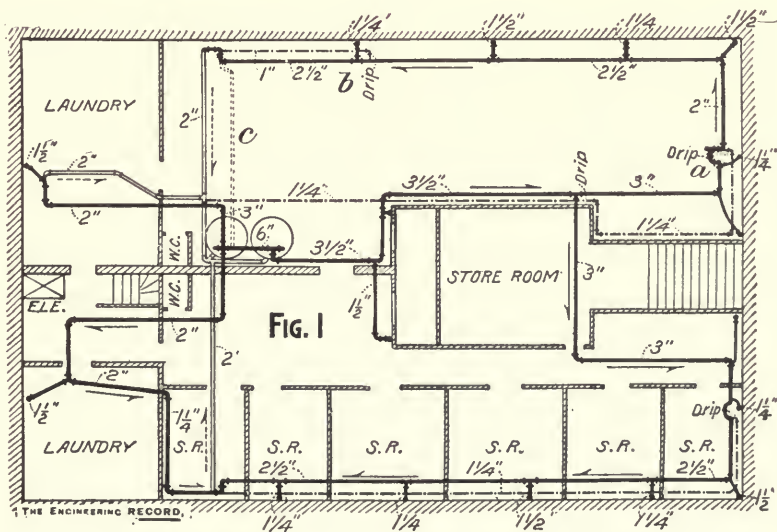 1¼" 1½" 1¼ 1½"
1" 2½" b Drip 2½"
LAUNDRY 2" c 2"
1½" 2" Drip a 1¼"
Drip
2" 3" 1¼ 3½" 3"
6" 3½" 1¼"
W.C.
W.C.
STORE ROOM
3"
ELE.
1½"
FIG. 1
2" 2' 3"
2"
1½" 1¼" Drip 1¼"
LAUNDRY S.R. S.R. S.R. S.R. S.R. S.R.
2½" 1¼" 2½"
1¼" 1¼ 1½" 1¼" 1½"
THE ENGINEERING RECORD.